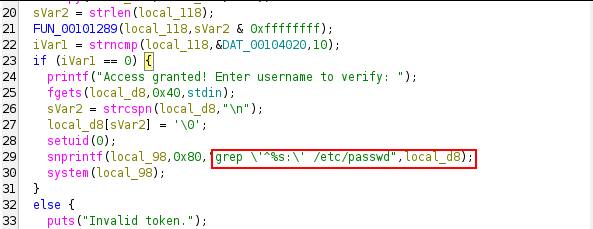 20 sVar2 = strlen(local_118);
21 FUN_00101289(local_118,sVar2 & 0xffffffff);
22 iVar1 = strncmp(local_118,&DAT_00104020,10);
23 if (iVar1 == 0) {
24 printf("Access granted! Enter username to verify: ");
25 fgets(local_d8,0x40,stdin);
26 sVar2 = strcspn(local_d8,"\n");
27 local_d8[sVar2] = '\0';
28 setuid(0);
29 snprintf(local_98,0x80,"grep \'^%s:\' /etc/passwd",local_d8);
30 system(local_98);
31 }
32 else {
33 puts("Invalid token.");